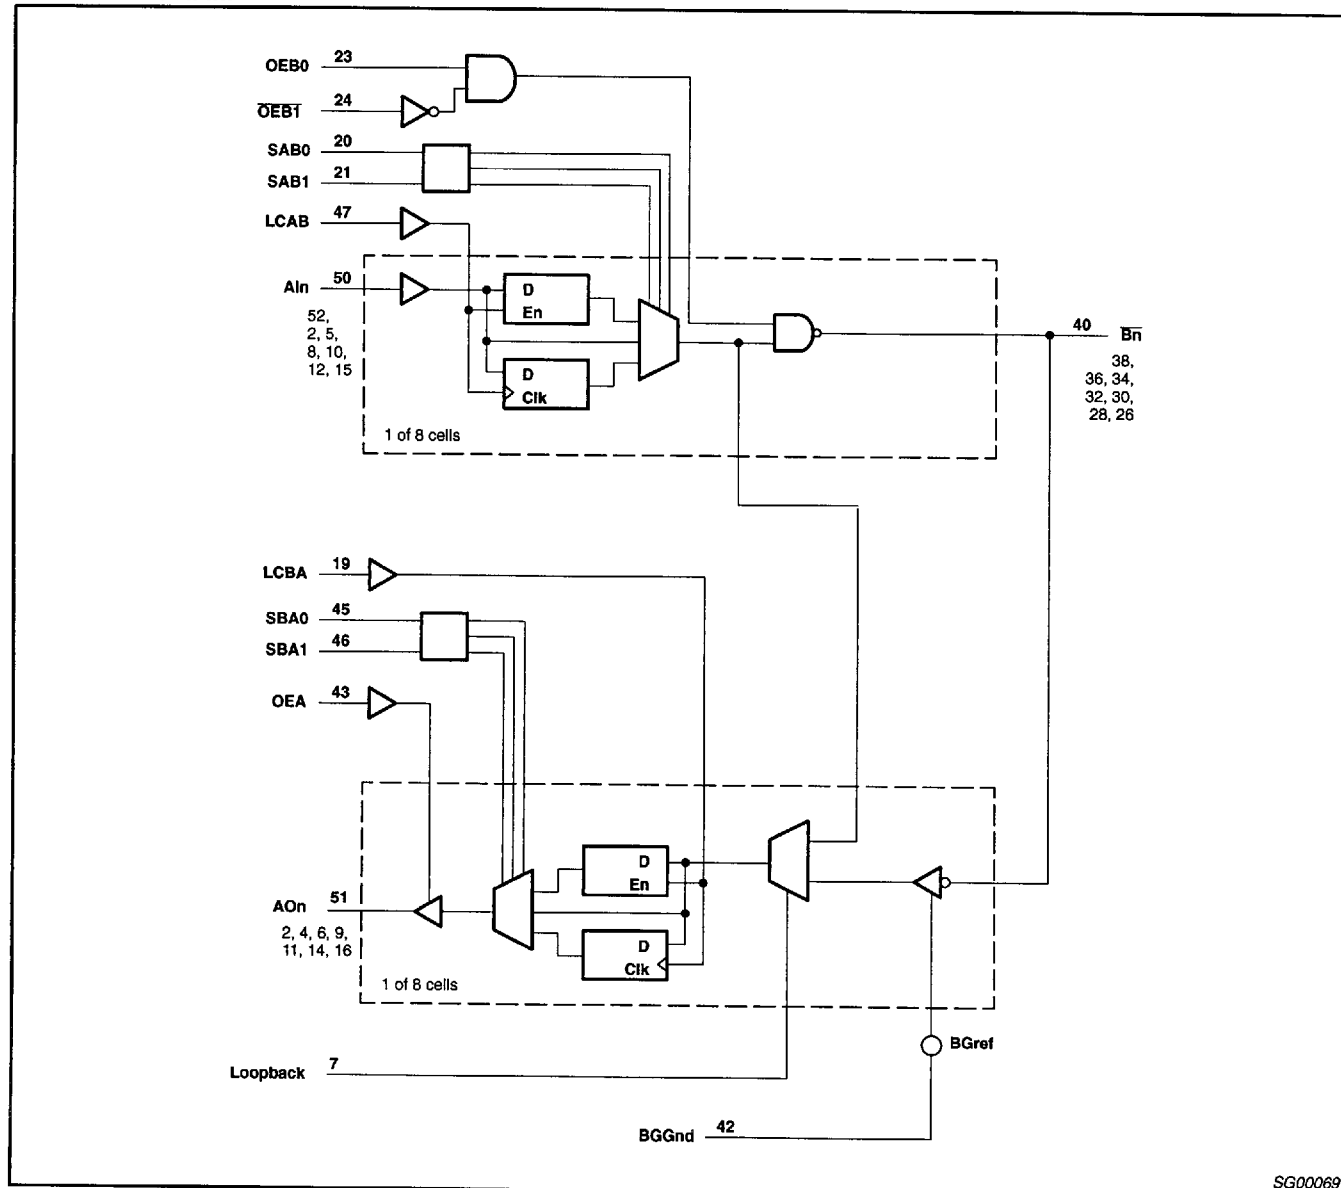 OEB0 23
OEB1 24
SAB0 20
SAB1 21
LCAB 47
AIn 50
52,
2, 5,
8, 10,
12, 15
D
En
D
Clk
1 of 8 cells
40 Bn
38,
36, 34,
32, 30,
28, 26
LCBA 19
SBA0 45
SBA1 46
OEA 43
D
En
D
Clk
AOn 51
2, 4, 6, 9,
11, 14, 16
1 of 8 cells
BGref
Loopback 7
BGGnd 42
SG00069